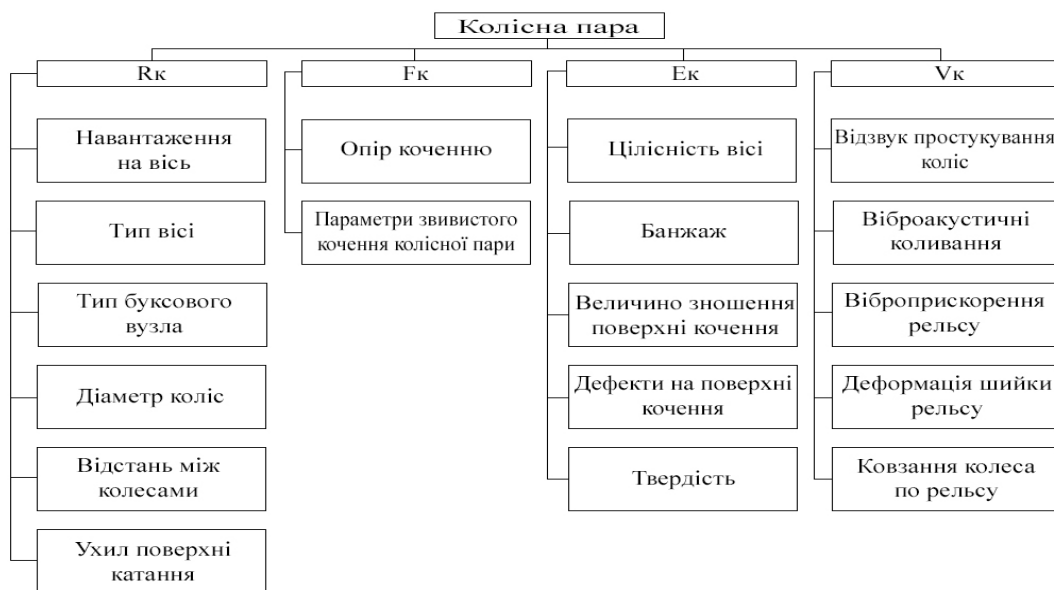 Колісна пара
Rк
Fк
Ек
Vк
Навантаження
на вісь
Тип вісі
Тип буксового
вузла
Діаметр коліс
Відстань між
колесами
Ухил поверхні
катання
Опір коченню
Параметри звивистого
кочення колісної пари
Цілісність вісі
Банжаж
Величино зношення
поверхні кочення
Дефекти на поверхні
кочення
Твердість
Відзвук простукування
коліс
Віброакустичні
коливання
Віброприскорення
рельсу
Деформація шийки
рельсу
Ковзання колеса
по рельсу